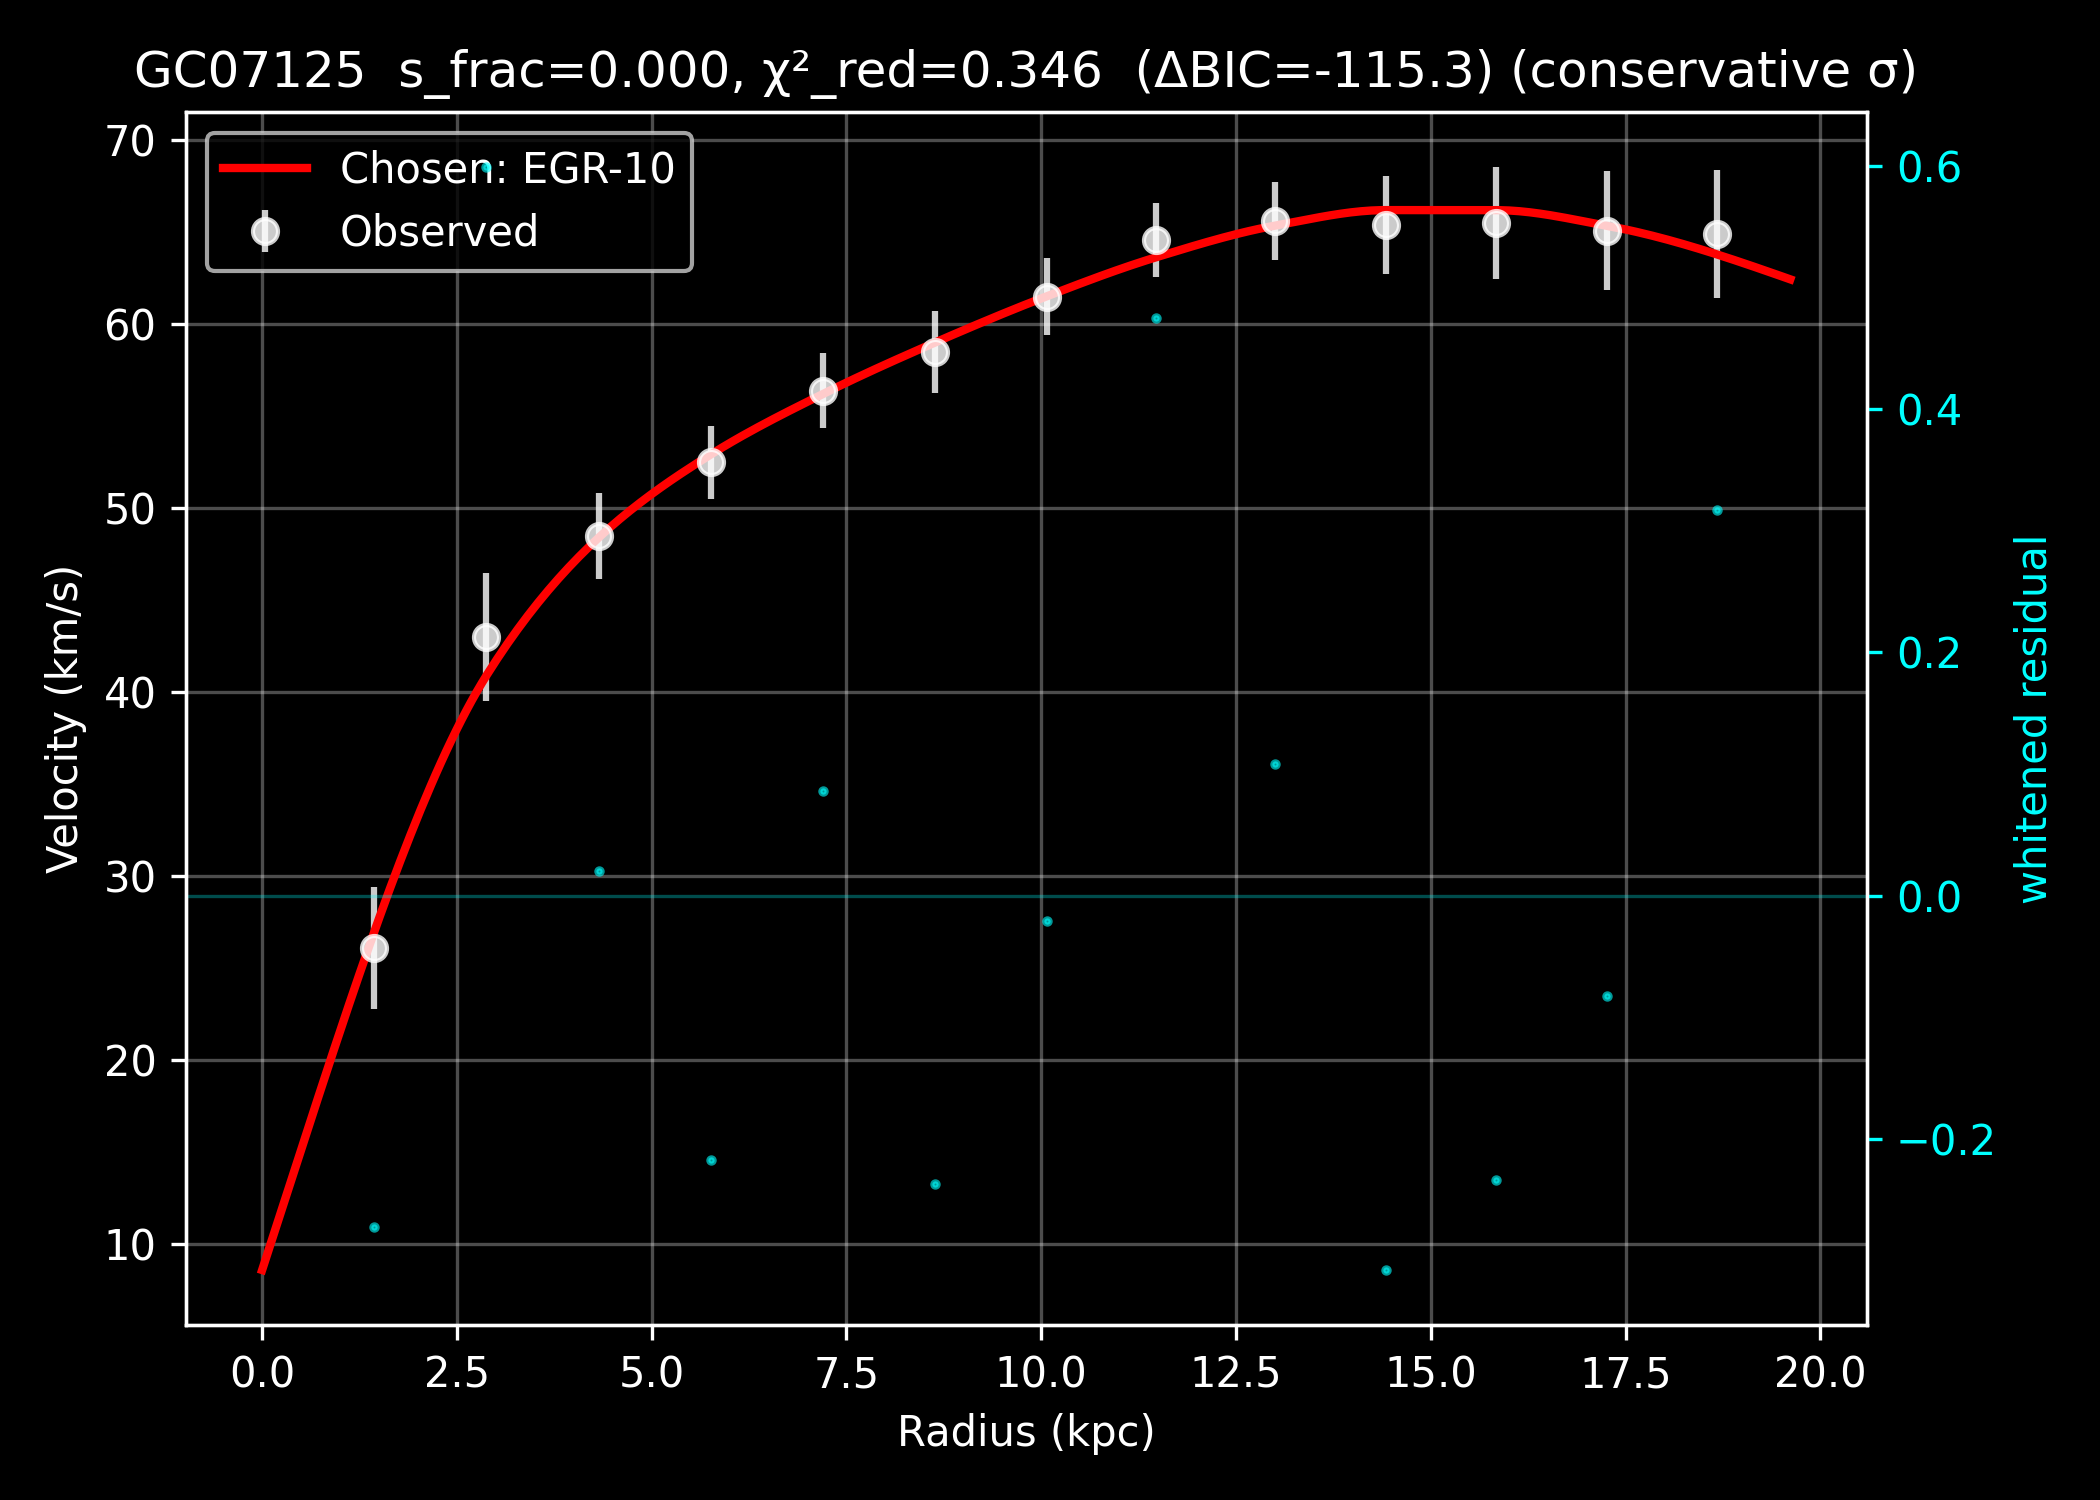 GC07125  s_frac=0.000, χ²_red=0.346  (ΔBIC=-115.3) (conservative σ)
Chosen: EGR-10
Observed
70
60
50
40
30
20
10
Velocity (km/s)
0.6
0.4
0.2
0.0
−0.2
whitened residual
0.0 2.5 5.0 7.5 10.0 12.5 15.0 17.5 20.0
Radius (kpc)